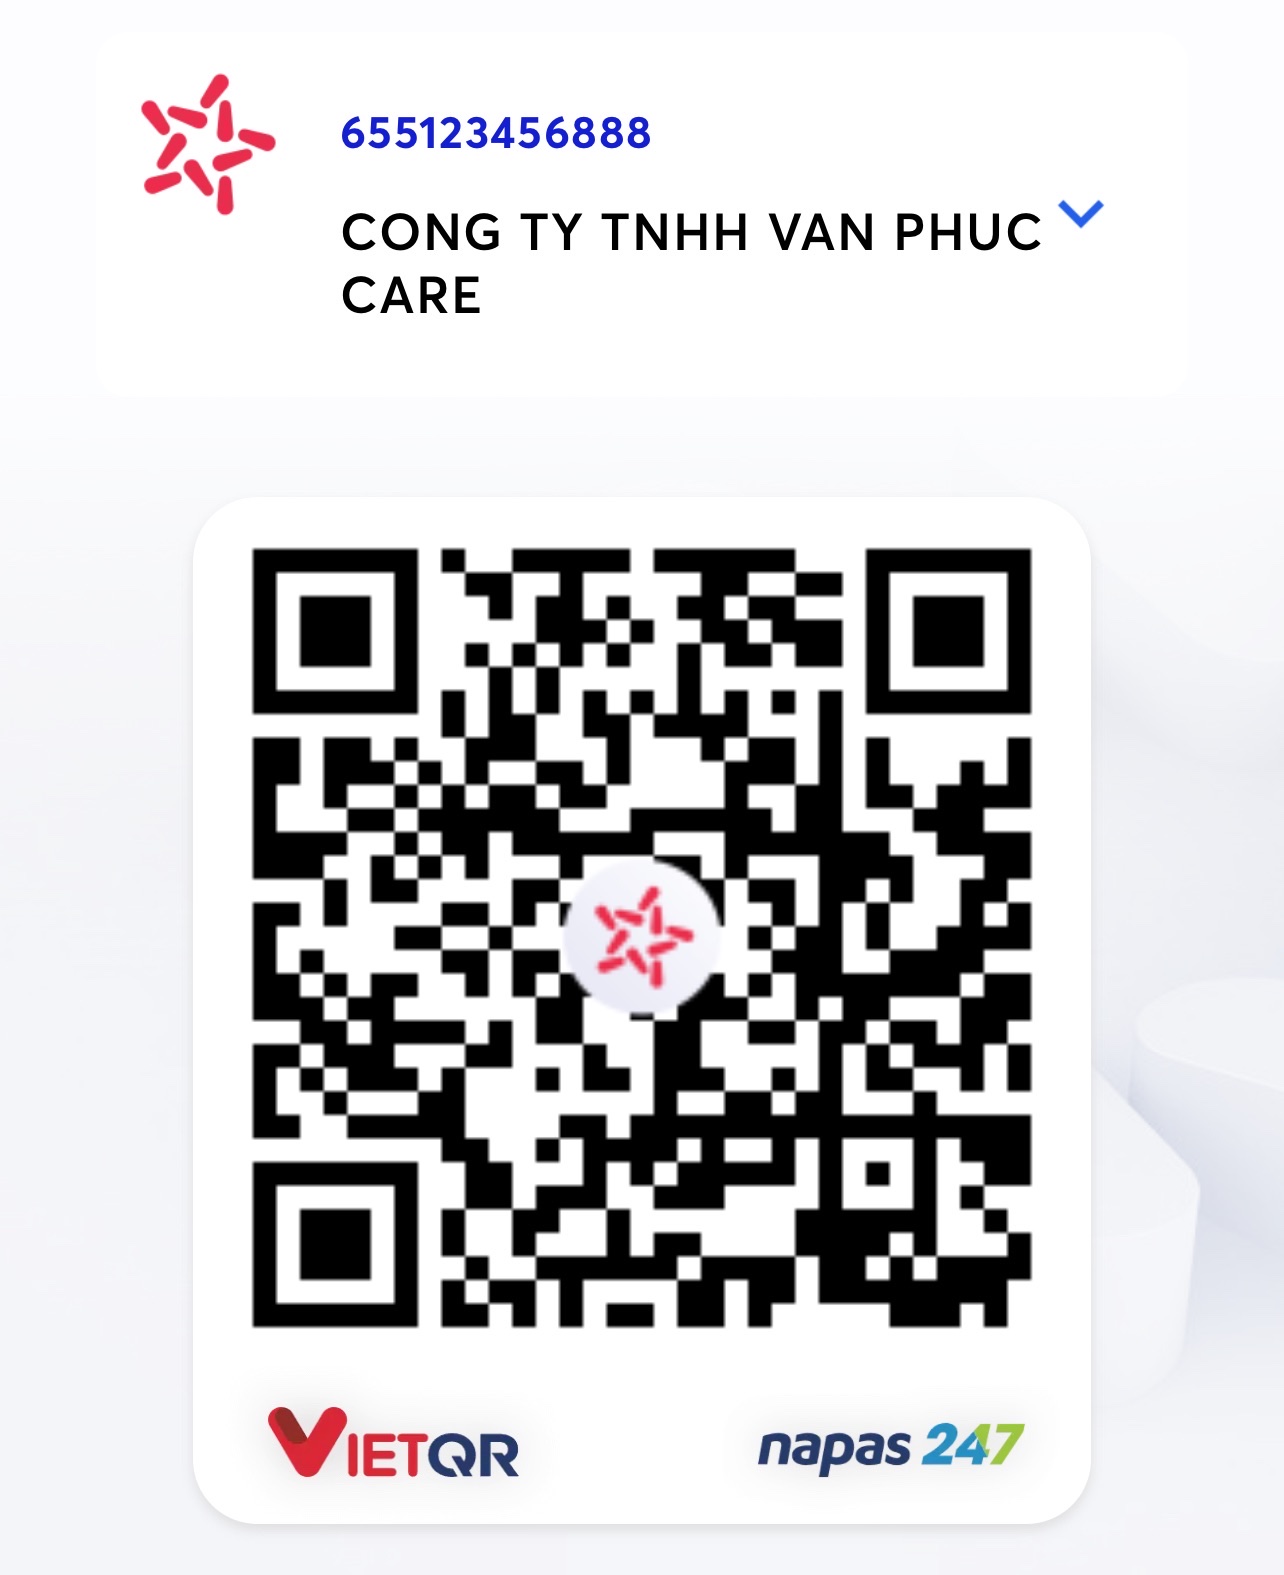 655123456888
CONG TY TNHH VAN PHUC
CARE
VIETQR
napas 247